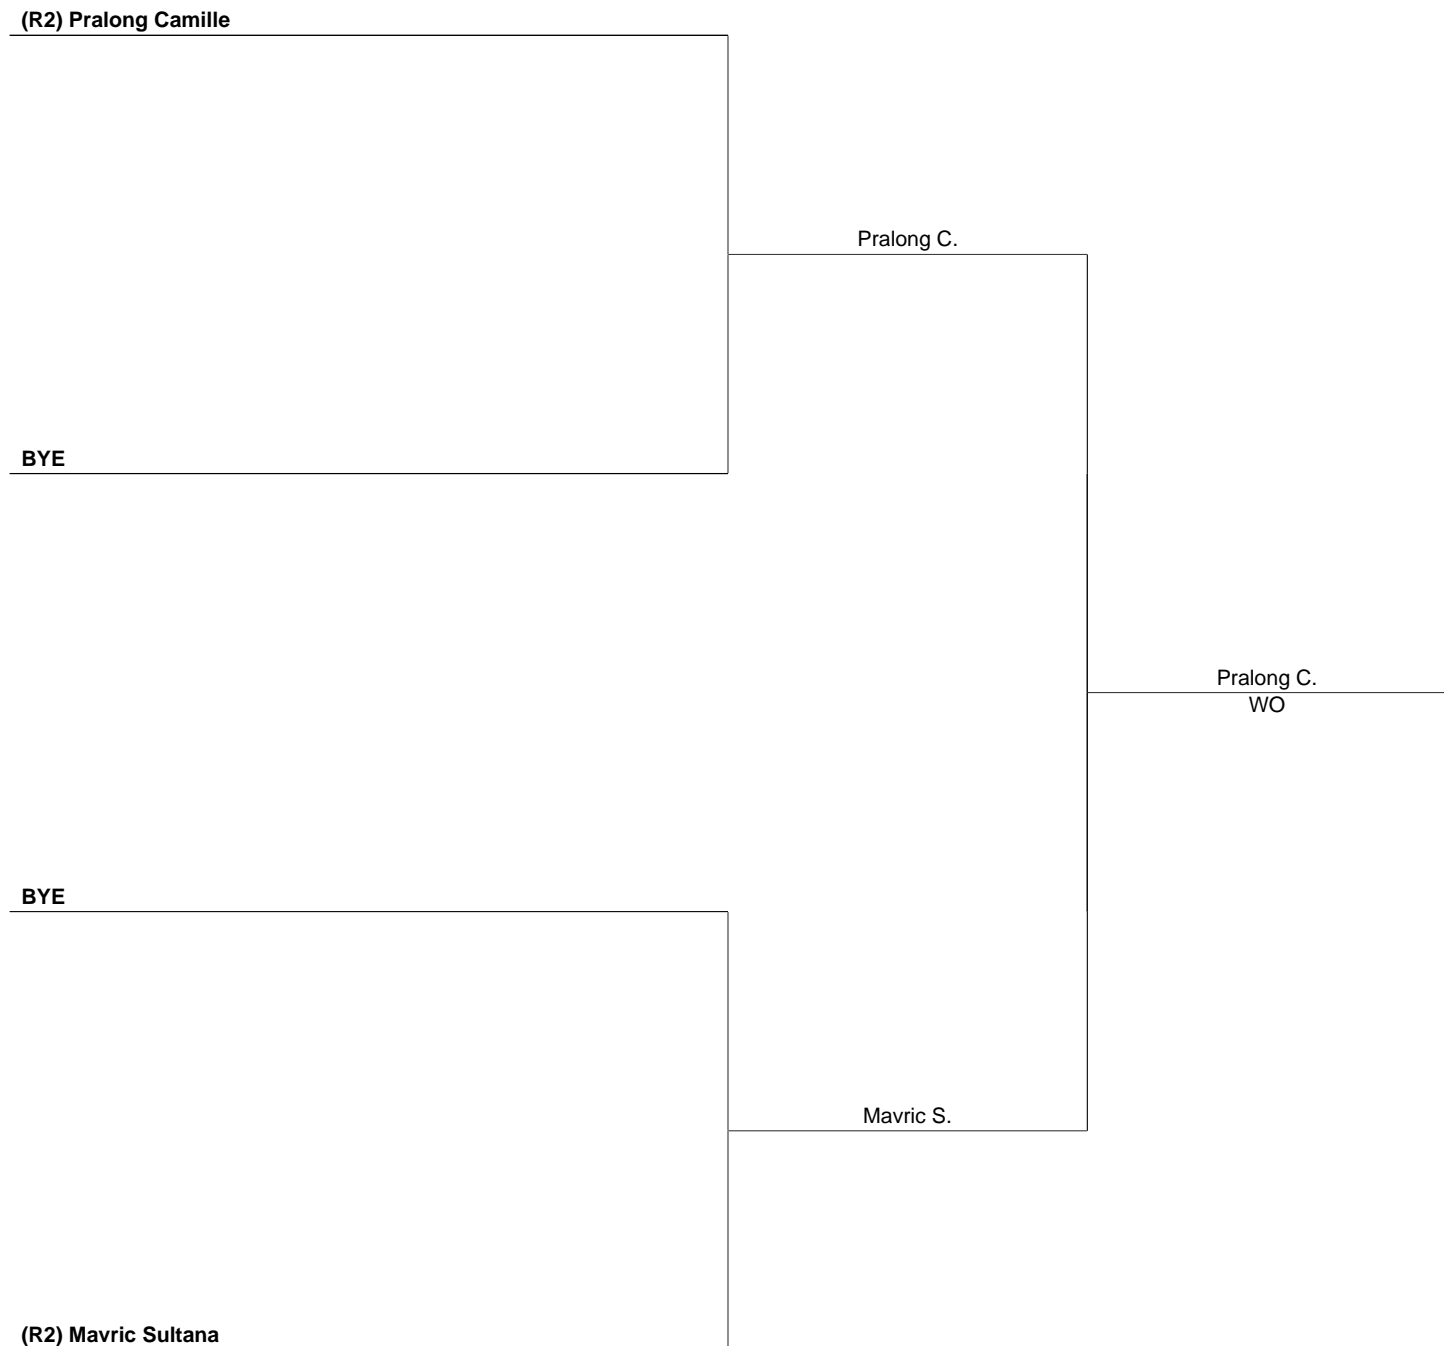 (R2) Pralong Camille
Pralong C.
BYE
Pralong C.
WO
BYE
Mavric S.
(R2) Mavric Sultana